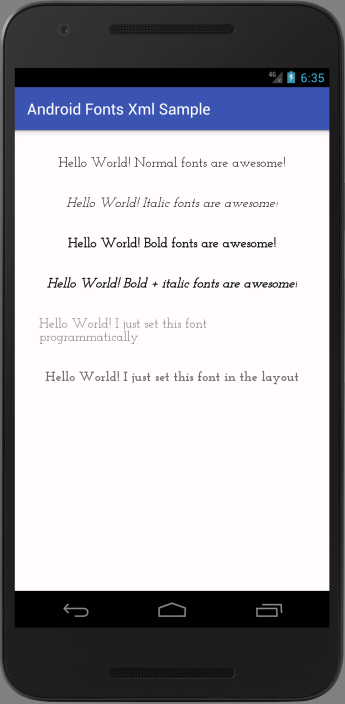 4G 6:35
Android Fonts Xml Sample
Hello World! Normal fonts are awesome!
Hello World! Italic fonts are awesome!
Hello World! Bold fonts are awesome!
Hello World! Bold + italic fonts are awesome!
Hello World! I just set this font
programmatically
Hello World! I just set this font in the layout